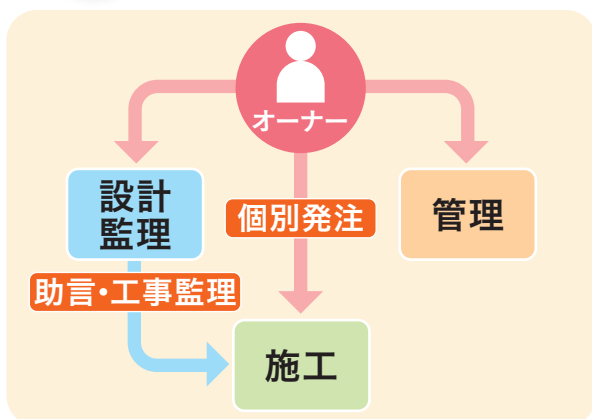 オーナー
設計
監理
個別発注
管理
助言・工事監理
施工